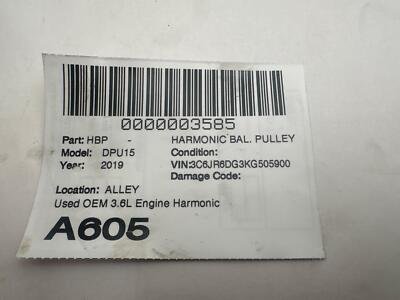 0000003585
Part: HBP - HARMONIC BAL. PULLEY
Model: DPU15 Condition:
Year: 2019 VIN:3C6JR6DG3KG505900
Damage Code:
Location: ALLEY
Used OEM 3.6L Engine Harmonic
A605